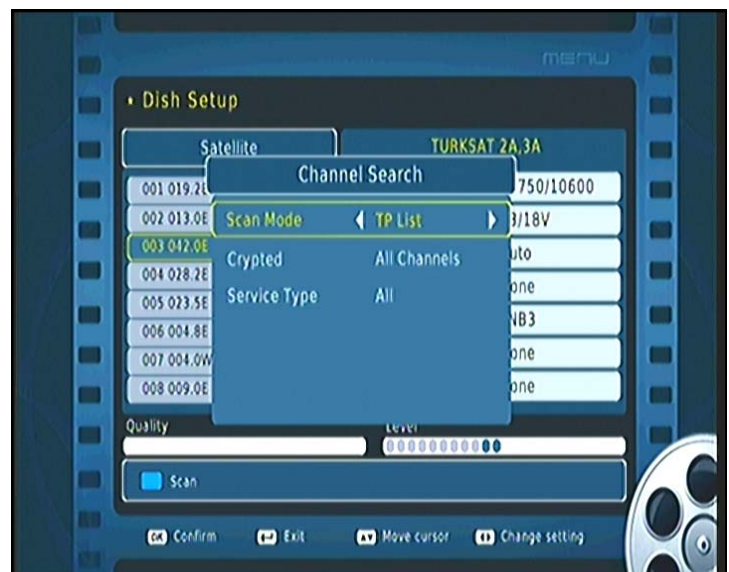 menu
Dish Setup
Satellite
TURKSAT 2A,3A
Channel Search
001 019.2E
750/10600
002 013.0E
Scan Mode
TP List
/18V
003 042.0E
Crypted
All Channels
uto
004 028.2E
one
005 023.5E
Service Type
All
NB3
006 004.8E
007 004.0W
one
008 009.0E
one
Quality
Level
Scan
OK Confirm
Exit
Move cursor
Change setting